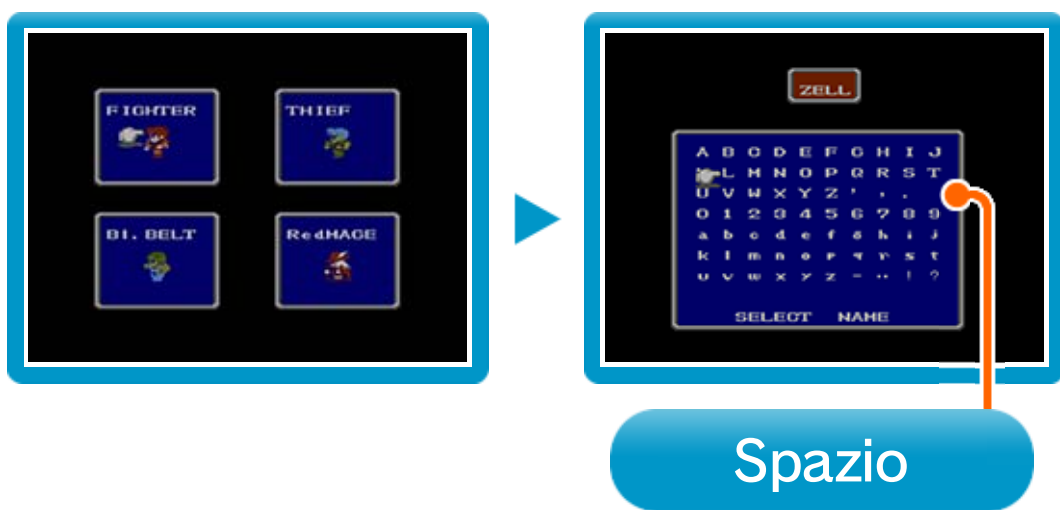 FIGHTER
THIEF
Bl. BELT
RedMAGE
ZELL
A B C D E F G H I J
L M N O P Q R S T
U V W X Y Z ' , .
0 1 2 3 4 5 6 7 8 9
a b c d e f g h i j
k l m n o p q r s t
u v w x y z - .. ! ?
SELECT NAME
Spazio